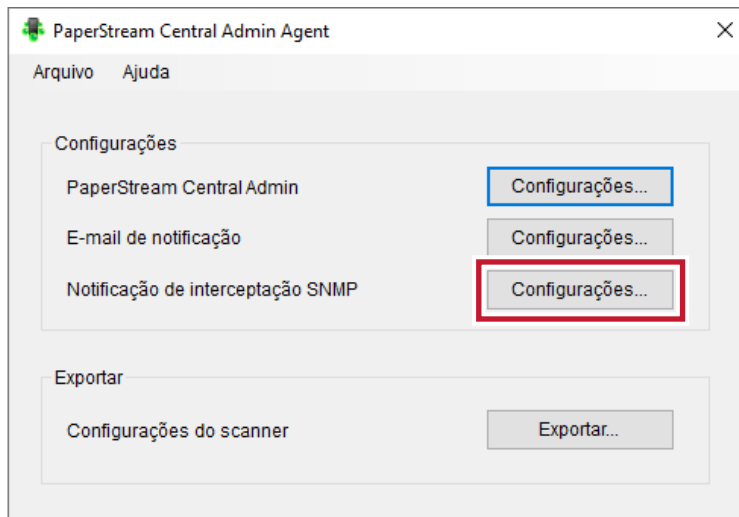 PaperStream Central Admin Agent
Arquivo Ajuda
Configurações
PaperStream Central Admin Configurações...
E-mail de notificação Configurações...
Notificação de interceptação SNMP Configurações...
Exportar
Configurações do scanner Exportar...